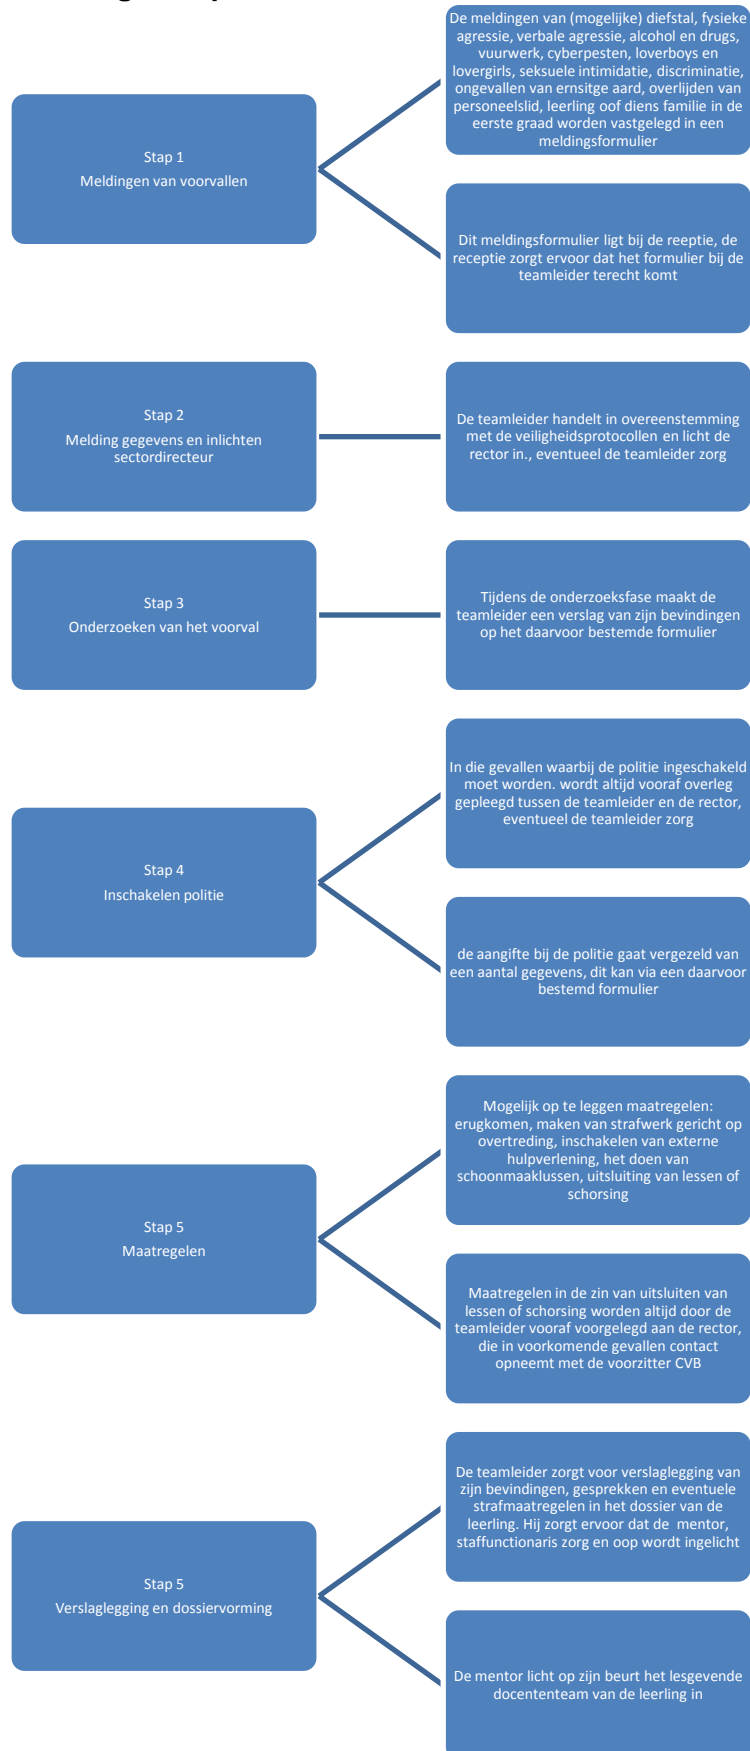 De meldingen van (mogelijke) diefstal, fysieke
agressie, verbale agressie, alcohol en drugs,
vuurwerk, cyberpesten, loverboys en
lovergirls, seksuele intimidatie, discriminatie,
ongevallen van ernsitge aard, overlijden van
personeelslid, leerling oof diens familie in de
eerste graad worden vastgelegd in een
meldingsformulier
Stap 1
Meldingen van voorvallen
Dit meldingsformulier ligt bij de reeptie, de
receptie zorgt ervoor dat het formulier bij de
teamleider terecht komt
Stap 2
Melding gegevens en inlichten
sectordirecteur
De teamleider handelt in overeenstemming
met de veiligheidsprotocollen en licht de
rector in., eventueel de teamleider zorg
Stap 3
Onderzoeken van het voorval
Tijdens de onderzoeksfase maakt de
teamleider een verslag van zijn bevindingen
op het daarvoor bestemde formulier
Stap 4
Inschakelen politie
In die gevallen waarbij de politie ingeschakeld
moet worden. wordt altijd vooraf overleg
gepleegd tussen de teamleider en de rector,
eventueel de teamleider zorg
de aangifte bij de politie gaat vergezeld van
een aantal gegevens, dit kan via een daarvoor
bestemd formulier
Stap 5
Maatregelen
Mogelijk op te leggen maatregelen:
erugkomen, maken van strafwerk gericht op
overtreding, inschakelen van externe
hulpverlening, het doen van
schoonmaaklussen, uitsluiting van lessen of
schorsing
Maatregelen in de zin van uitsluiten van
lessen of schorsing worden altijd door de
teamleider vooraf voorgelegd aan de rector,
die in voorkomende gevallen contact
opneemt met de voorzitter CVB
Stap 5
Verslaglegging en dossiervorming
De teamleider zorgt voor verslaglegging van
zijn bevindingen, gesprekken en eventuele
strafmaatregelen in het dossier van de
leerling. Hij zorgt ervoor dat de mentor,
staffunctionaris zorg en oop wordt ingelicht
De mentor licht op zijn beurt het lesgevende
docententeam van de leerling in